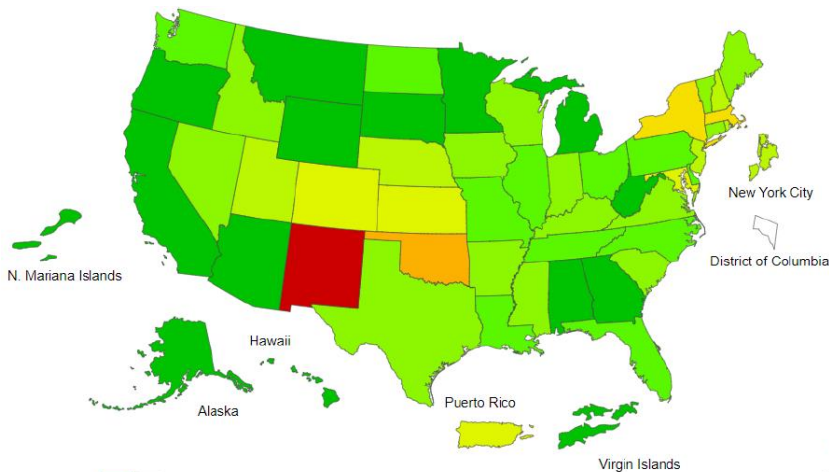 New York City
District of Columbia
N. Mariana Islands
Hawaii
Alaska
Puerto Rico
Virgin Islands